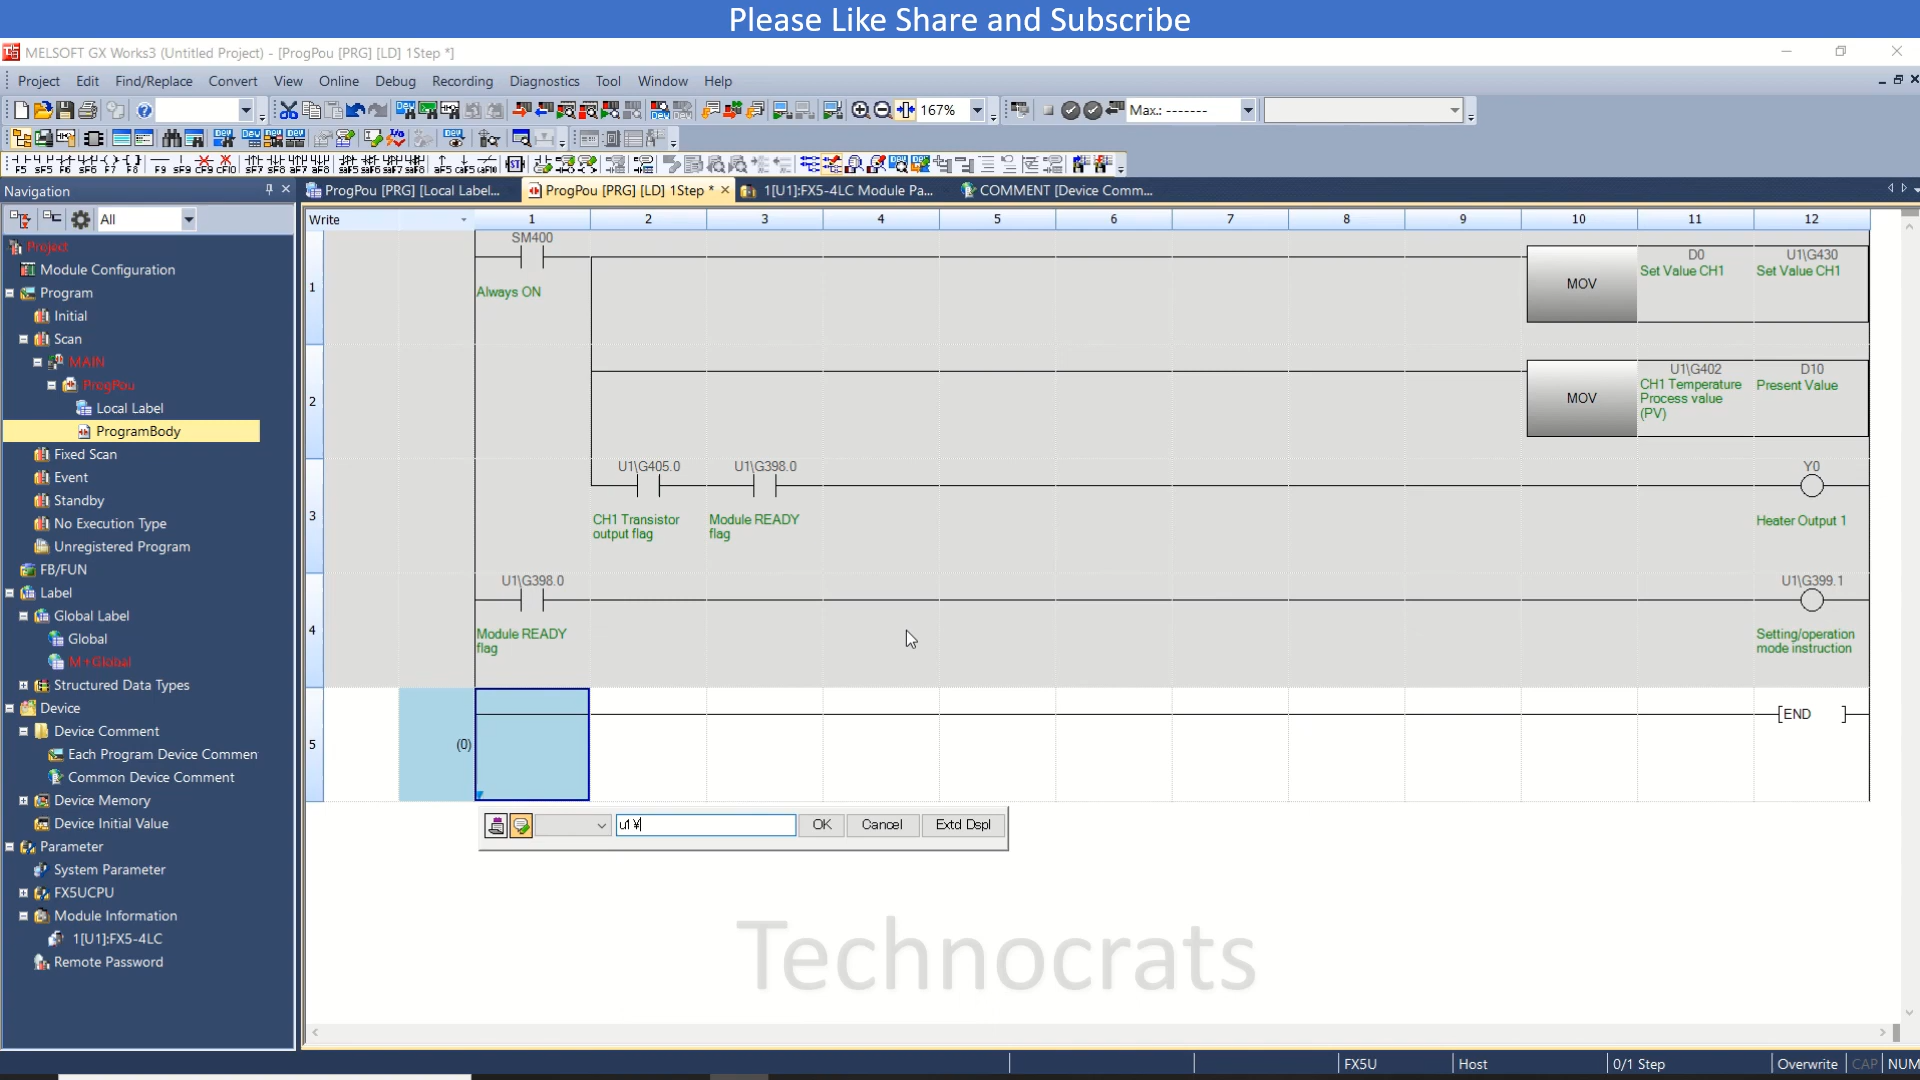 Please Like Share and Subscribe
MELSOFT GX Works3 (Untitled Project) - [ProgPou [PRG] [LD] 1Step *]
Project Edit Find/Replace Convert View Online Debug Recording Diagnostics Tool Window Help
167% Max.: -------
Navigation
ProgPou [PRG] [Local Label... ProgPou [PRG] [LD] 1Step * 1[U1]:FX5-4LC Module Pa... COMMENT [Device Comm...
All
Project
Module Configuration
Program
Initial
Scan
MAIN
ProgPou
Local Label
ProgramBody
Fixed Scan
Event
Standby
No Execution Type
Unregistered Program
FB/FUN
Label
Global Label
Global
M+Global
Structured Data Types
Device
Device Comment
Each Program Device Commen
Common Device Comment
Device Memory
Device Initial Value
Parameter
System Parameter
FX5UCPU
Module Information
1[U1]:FX5-4LC
Remote Password
Write 1 2 3 4 5 6 7 8 9 10 11 12
SM400
1
Always ON
MOV
D0
Set Value CH1
U1\G430
Set Value CH1
2
MOV
U1\G402
CH1 Temperature
Process value
(PV)
D10
Present Value
3
U1\G405.0 U1\G398.0 Y0
CH1 Transistor
output flag
Module READY
flag
Heater Output 1
4
U1\G398.0 U1\G399.1
Module READY
flag
Setting/operation
mode instruction
5 (0) [END ]
u1¥ OK Cancel Extd Dspl
Technocrats
FX5U Host 0/1 Step Overwrite CAP NUM